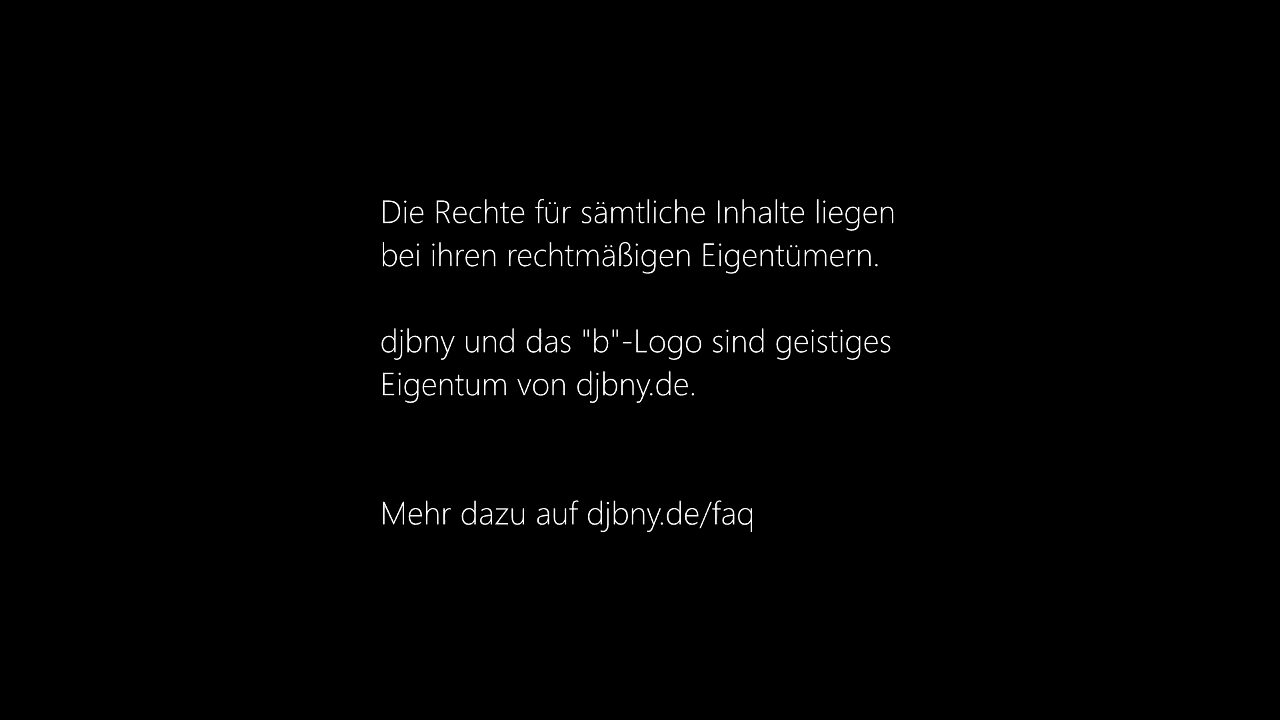 Die Rechte für sämtliche Inhalte liegen
bei ihren rechtmäßigen Eigentümern.
djbny und das "b"-Logo sind geistiges
Eigentum von djbny.de.
Mehr dazu auf djbny.de/faq